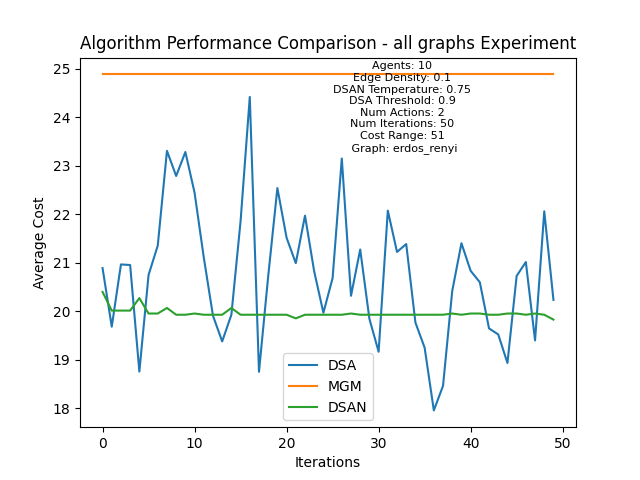 Algorithm Performance Comparison - all graphs Experiment
Agents: 10
Edge Density: 0.1
DSAN Temperature: 0.75
DSA Threshold: 0.9
Num Actions: 2
Num Iterations: 50
Cost Range: 51
Graph: erdos_renyi
Average Cost
25
24
23
22
21
20
19
18
DSA
MGM
DSAN
0 10 20 30 40 50
Iterations